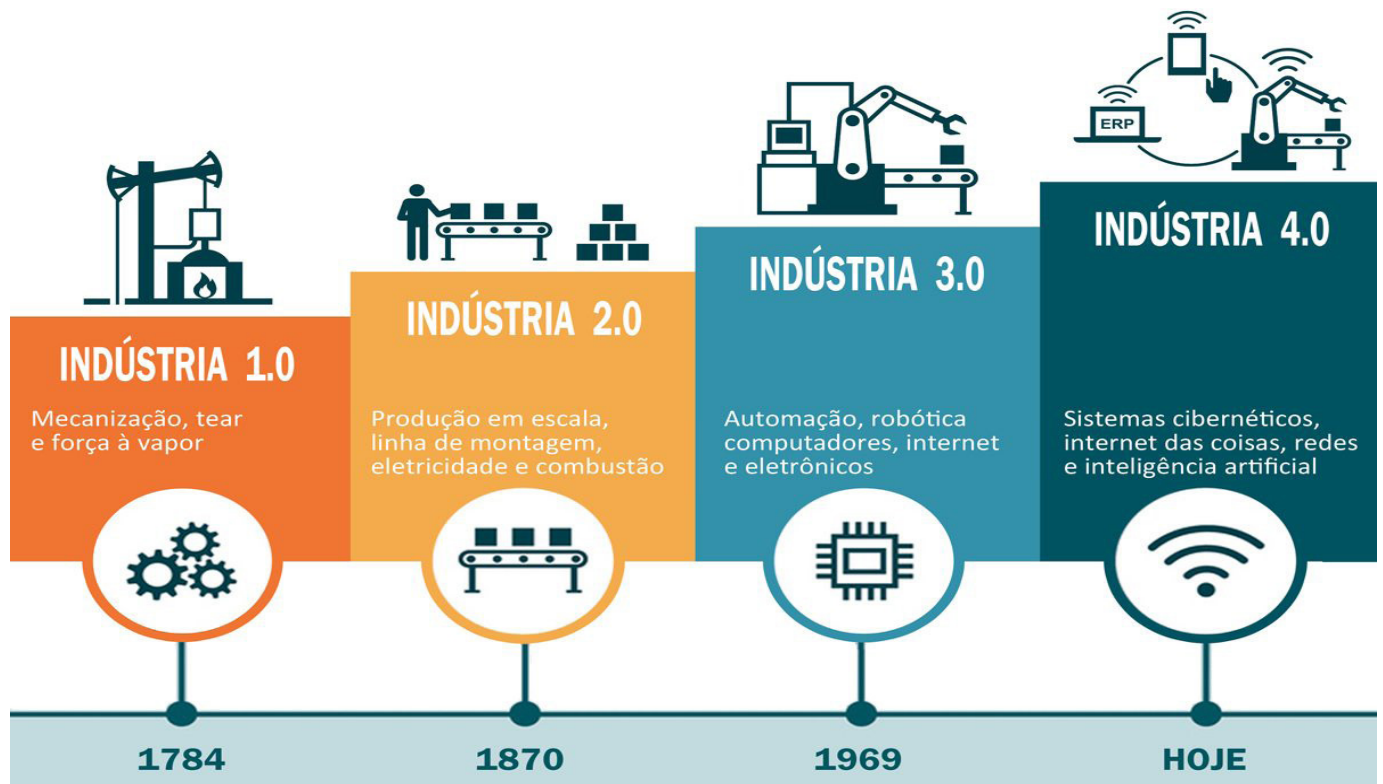 ERP
INDÚSTRIA 1.0
Mecanização, tear
e força à vapor
INDÚSTRIA 2.0
Produção em escala,
linha de montagem,
eletricidade e combustão
INDÚSTRIA 3.0
Automação, robótica
computadores, internet
e eletrônicos
INDÚSTRIA 4.0
Sistemas cibernéticos,
internet das coisas, redes
e inteligência artificial
1784
1870
1969
HOJE